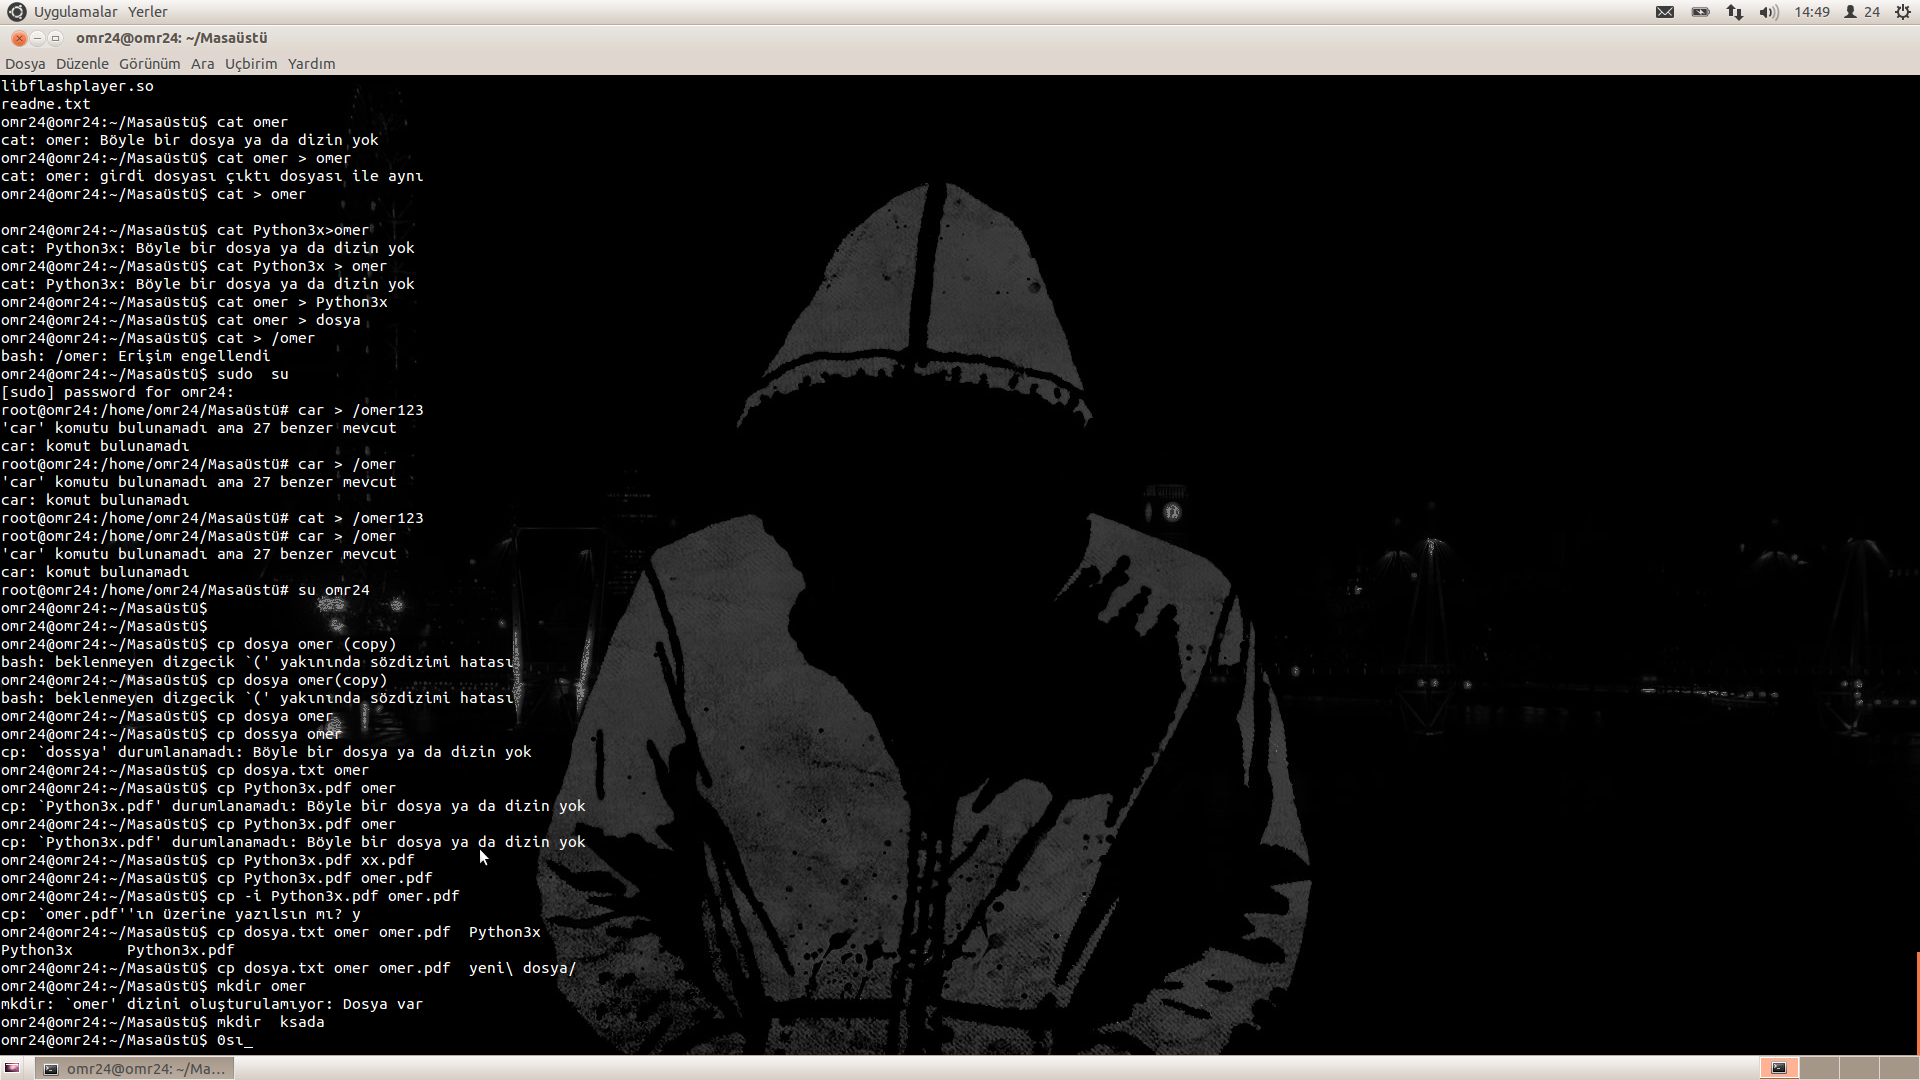 Uygulamalar Yerler 14:49 24
omr24@omr24: ~/Masaüstü
Dosya Düzenle Görünüm Ara Uçbirim Yardım
libflashplayer.so
readme.txt
omr24@omr24:~/Masaüstü$ cat omer
cat: omer: Böyle bir dosya ya da dizin yok
omr24@omr24:~/Masaüstü$ cat omer > omer
cat: omer: girdi dosyası çıktı dosyası ile aynı
omr24@omr24:~/Masaüstü$ cat > omer
omr24@omr24:~/Masaüstü$ cat Python3x>omer
cat: Python3x: Böyle bir dosya ya da dizin yok
omr24@omr24:~/Masaüstü$ cat Python3x > omer
cat: Python3x: Böyle bir dosya ya da dizin yok
omr24@omr24:~/Masaüstü$ cat omer > Python3x
omr24@omr24:~/Masaüstü$ cat omer > dosya
omr24@omr24:~/Masaüstü$ cat > /omer
bash: /omer: Erişim engellendi
omr24@omr24:~/Masaüstü$ sudo  su
[sudo] password for omr24:
root@omr24:/home/omr24/Masaüstü# car > /omer123
'car' komutu bulunamadı ama 27 benzer mevcut
car: komut bulunamadı
root@omr24:/home/omr24/Masaüstü# car > /omer
'car' komutu bulunamadı ama 27 benzer mevcut
car: komut bulunamadı
root@omr24:/home/omr24/Masaüstü# cat > /omer123
root@omr24:/home/omr24/Masaüstü# car > /omer
'car' komutu bulunamadı ama 27 benzer mevcut
car: komut bulunamadı
root@omr24:/home/omr24/Masaüstü# su omr24
omr24@omr24:~/Masaüstü$
omr24@omr24:~/Masaüstü$
omr24@omr24:~/Masaüstü$ cp dosya omer (copy)
bash: beklenmeyen dizgecik `(' yakınında sözdizimi hatası
omr24@omr24:~/Masaüstü$ cp dosya omer(copy)
bash: beklenmeyen dizgecik `(' yakınında sözdizimi hatası
omr24@omr24:~/Masaüstü$ cp dosya omer
omr24@omr24:~/Masaüstü$ cp dossya omer
cp: `dossya' durumlanamadı: Böyle bir dosya ya da dizin yok
omr24@omr24:~/Masaüstü$ cp dosya.txt omer
omr24@omr24:~/Masaüstü$ cp Python3x.pdf omer
cp: `Python3x.pdf' durumlanamadı: Böyle bir dosya ya da dizin yok
omr24@omr24:~/Masaüstü$ cp Python3x.pdf omer
cp: `Python3x.pdf' durumlanamadı: Böyle bir dosya ya da dizin yok
omr24@omr24:~/Masaüstü$ cp Python3x.pdf xx.pdf
omr24@omr24:~/Masaüstü$ cp Python3x.pdf omer.pdf
omr24@omr24:~/Masaüstü$ cp -i Python3x.pdf omer.pdf
cp: `omer.pdf''ın üzerine yazılsın mı? y
omr24@omr24:~/Masaüstü$ cp dosya.txt omer omer.pdf  Python3x
Python3x      Python3x.pdf
omr24@omr24:~/Masaüstü$ cp dosya.txt omer omer.pdf  yeni\ dosya/
omr24@omr24:~/Masaüstü$ mkdir omer
mkdir: `omer' dizini oluşturulamıyor: Dosya var
omr24@omr24:~/Masaüstü$ mkdir  ksada
omr24@omr24:~/Masaüstü$ 0sı_
omr24@omr24: ~/Ma...